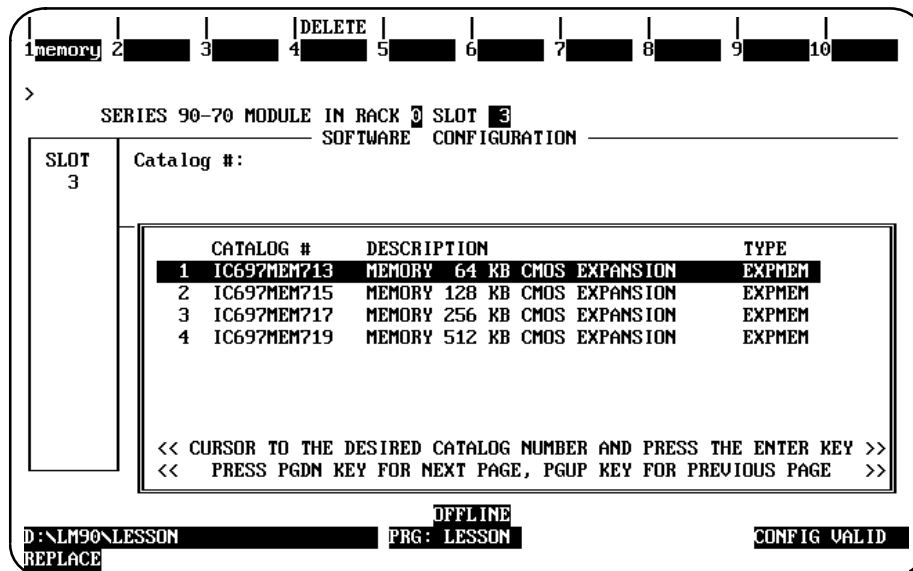 DELETE
1memory 2 3 4 5 6 7 8 9 10
>
SERIES 90-70 MODULE IN RACK 0 SLOT 3
SOFTWARE CONFIGURATION
SLOT Catalog #:
3
CATALOG # DESCRIPTION TYPE
1 IC697MEM713 MEMORY 64 KB CMOS EXPANSION EXPMEM
2 IC697MEM715 MEMORY 128 KB CMOS EXPANSION EXPMEM
3 IC697MEM717 MEMORY 256 KB CMOS EXPANSION EXPMEM
4 IC697MEM719 MEMORY 512 KB CMOS EXPANSION EXPMEM
<< CURSOR TO THE DESIRED CATALOG NUMBER AND PRESS THE ENTER KEY >>
<< PRESS PGDN KEY FOR NEXT PAGE, PGUP KEY FOR PREVIOUS PAGE >>
OFFLINE
D:\LM90\LESSON PRG: LESSON CONFIG VALID
REPLACE